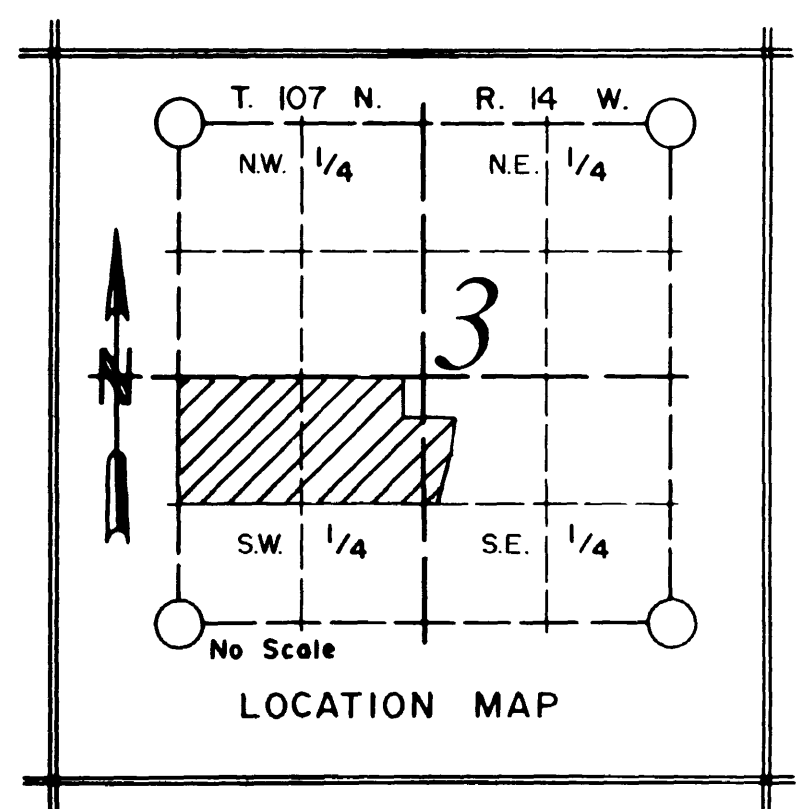 T. 107 N. R. 14 W.
N.W. 1/4 N.E. 1/4
3
N
S.W. 1/4 S.E. 1/4
No Scale
LOCATION MAP